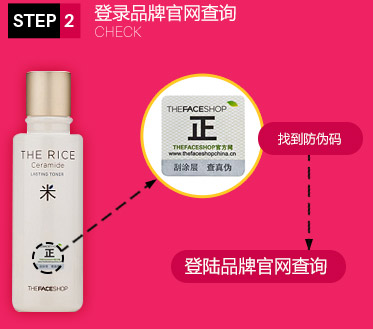 STEP 2
登录品牌官网查询
CHECK
THEFACESHOP
正
THEFACESHOP官方网
www.thefaceshopchina.cn
刮涂层 查真伪
找到防伪码
登陆品牌官网查询
THE RICE
Ceramide
LASTING TONER
米
正
THEFACESHOP